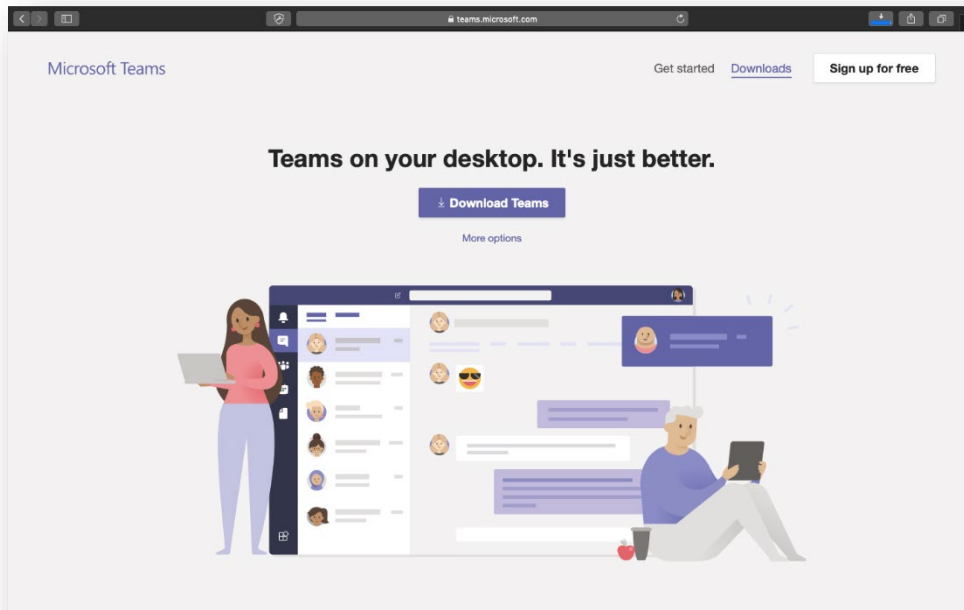 teams.microsoft.com
Microsoft Teams
Get started Downloads Sign up for free
Teams on your desktop. It's just better.
Download Teams
More options